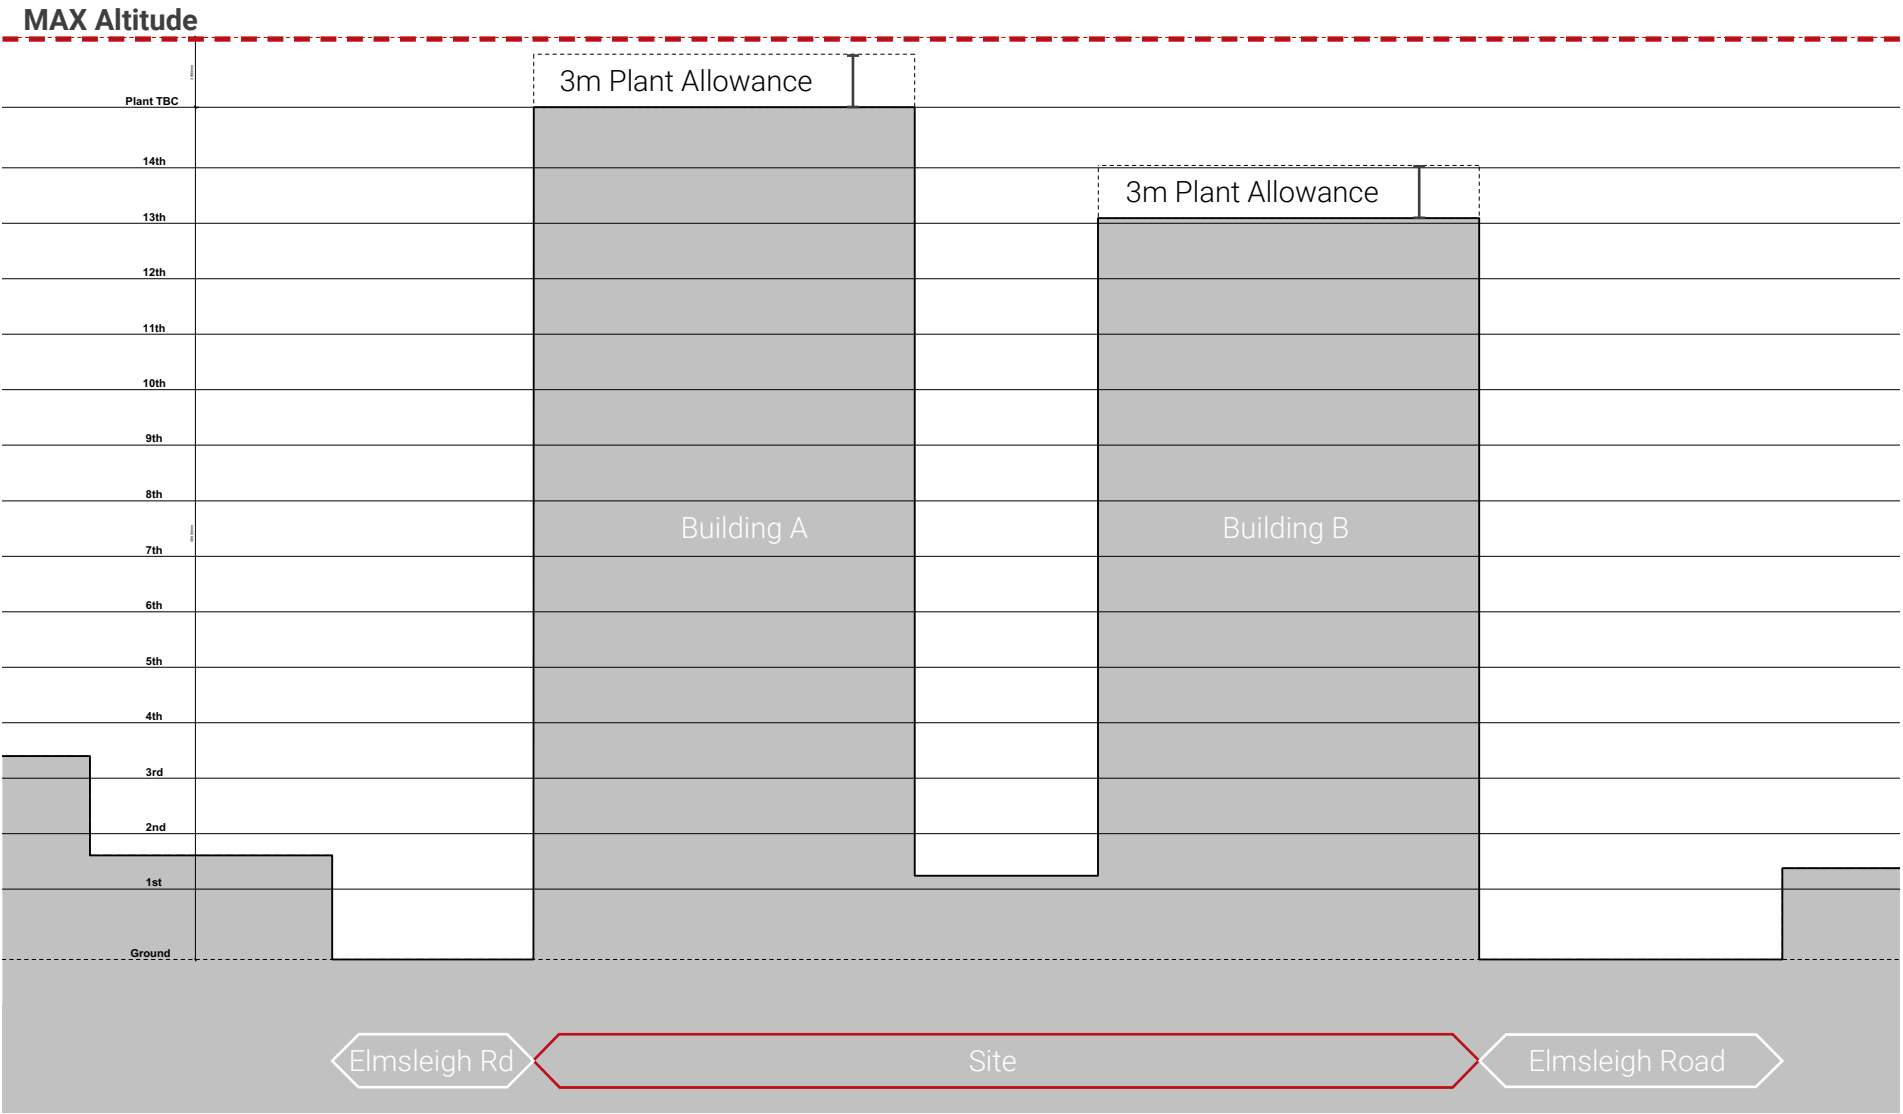 MAX Altitude
3m Plant Allowance
Plant TBC
14th
3m Plant Allowance
13th
12th
11th
10th
9th
8th
Building A
Building B
7th
6th
5th
4th
3rd
2nd
1st
Ground
Elmsleigh Rd
Site
Elmsleigh Road